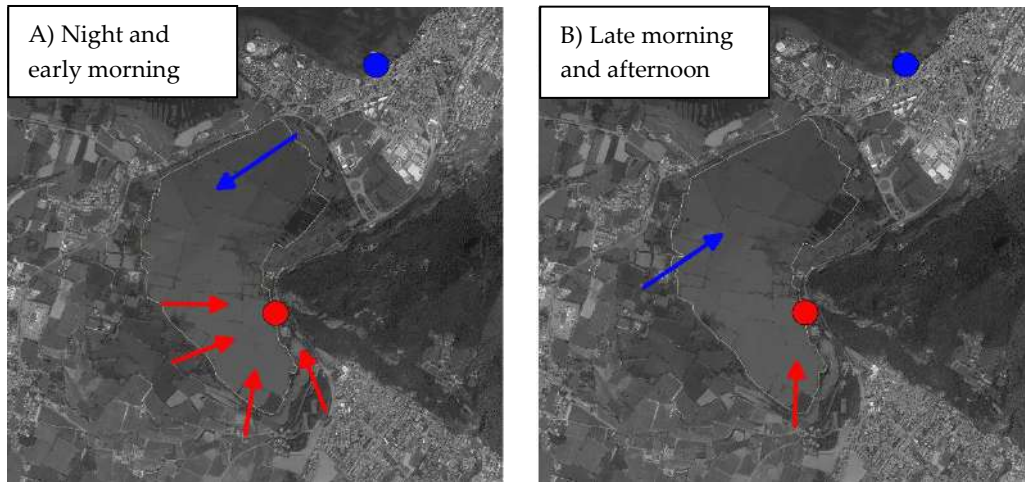 A) Night and
early morning
B) Late morning
and afternoon